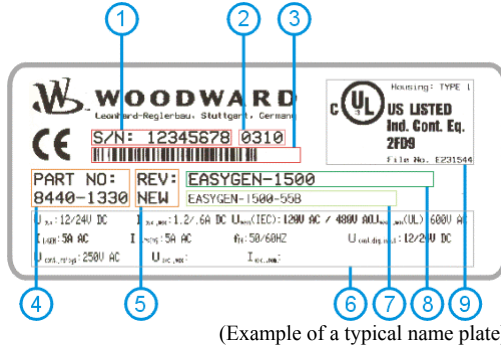 1 2 3
WOODWARD
Leonhard-Reglerbau, Stuttgart, Germany
S/N: 12345678 0310
CE
c UL US LISTED
Housing: TYPE 1
Ind. Cont. Eq.
2FD9
File No. E231544
PART NO: REV: EASYGEN-1500
8440-1330 NEW EASYGEN-1500-55B
:12/24V DC :1.2/.6A DC (IEC):120V AC / 480V AC (UL):600V AC
:5A AC :5A AC :50/60HZ :12/24V DC
:250V AC
4 5 6 7 8 9
(Example of a typical name plate